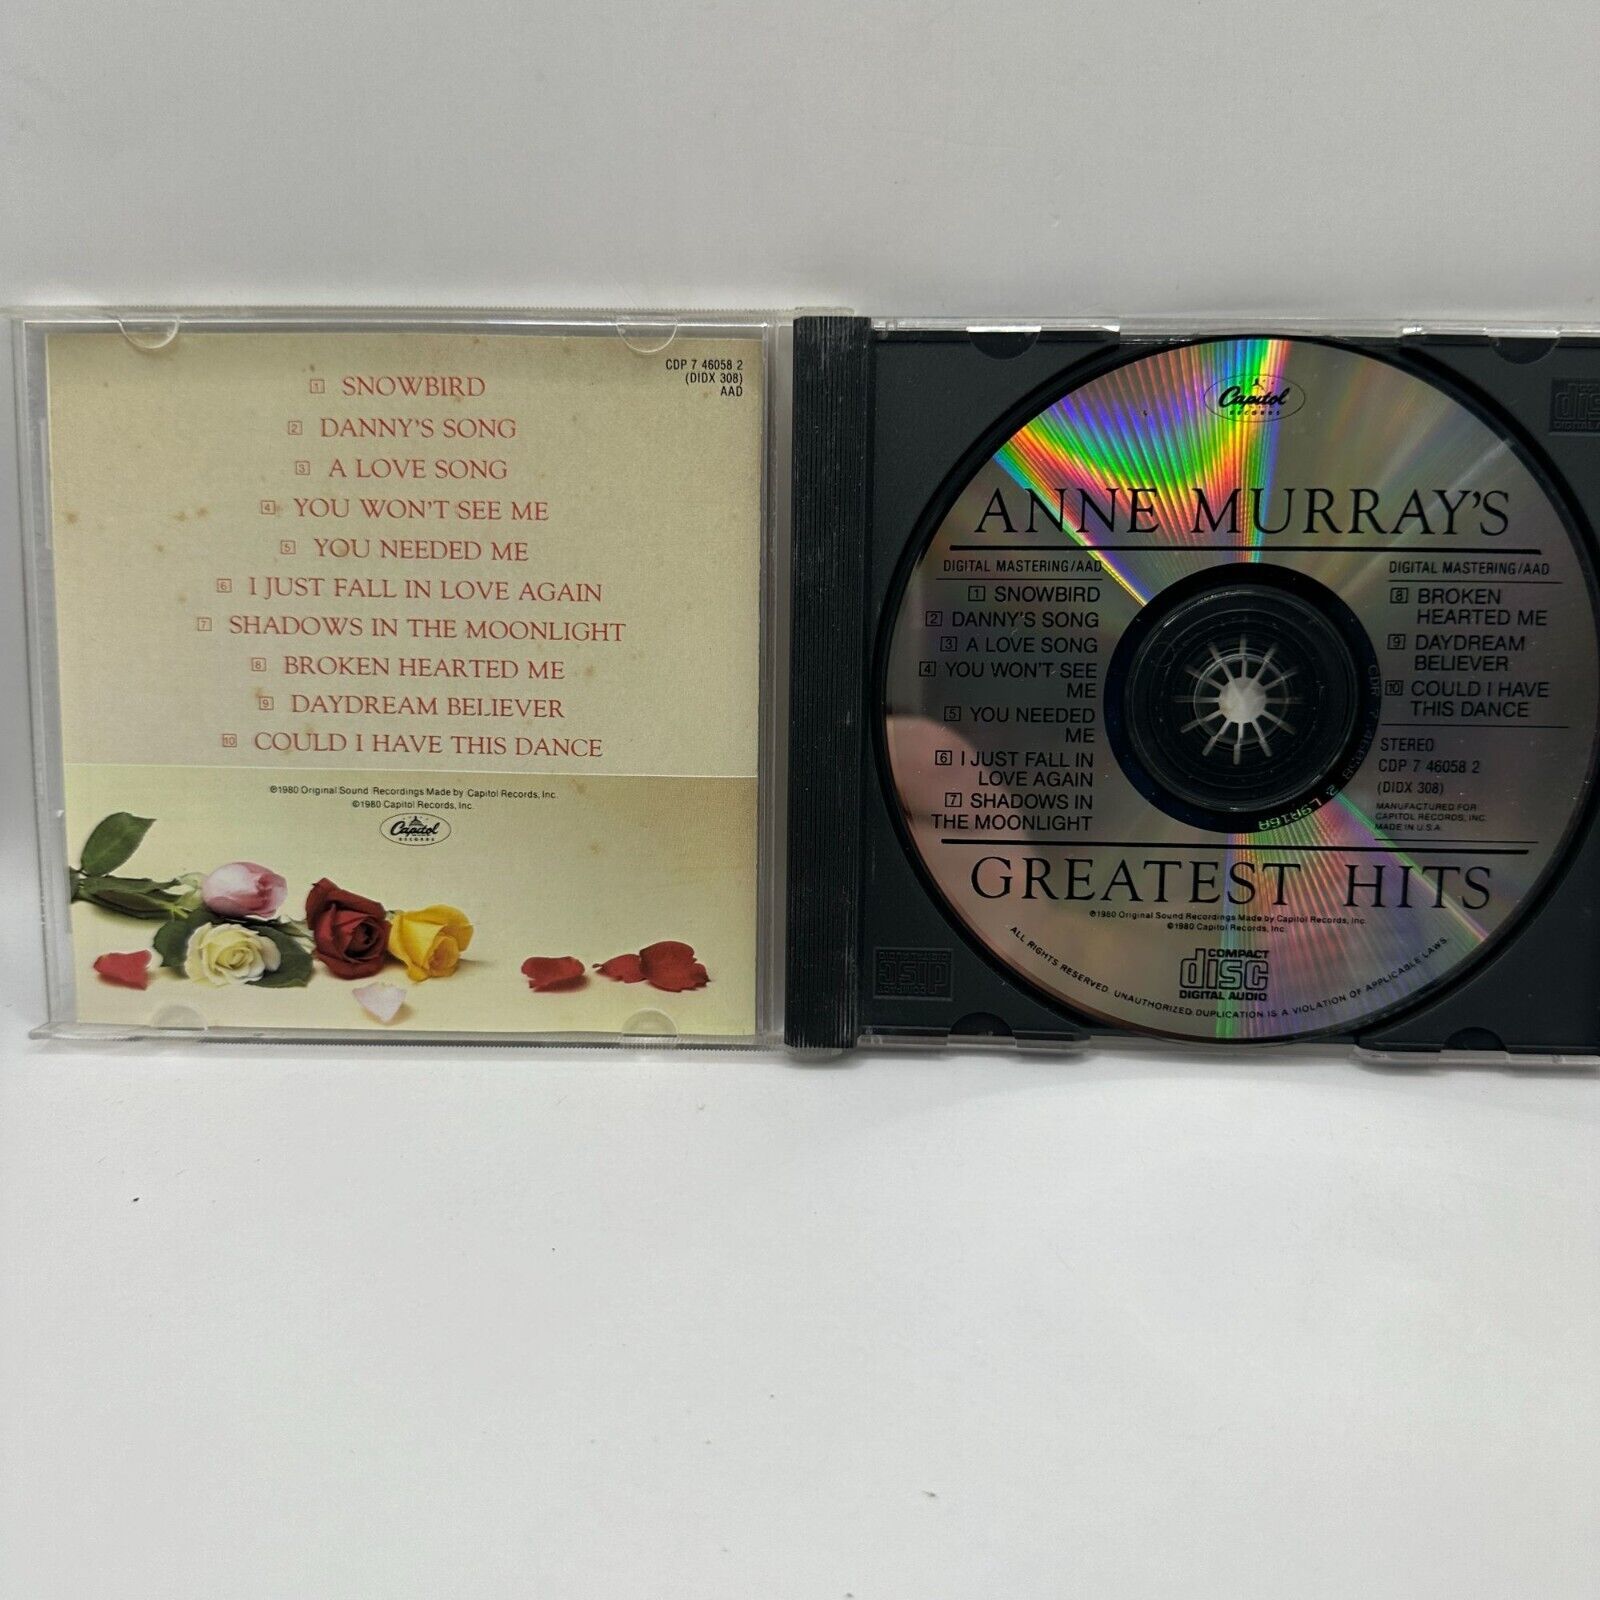 CDP 7 46058 2
(DIDX 308)
AAD
1 SNOWBIRD
2 DANNY'S SONG
3 A LOVE SONG
4 YOU WON'T SEE ME
5 YOU NEEDED ME
6 I JUST FALL IN LOVE AGAIN
7 SHADOWS IN THE MOONLIGHT
8 BROKEN HEARTED ME
9 DAYDREAM BELIEVER
10 COULD I HAVE THIS DANCE
℗1980 Original Sound Recordings Made by Capitol Records, Inc.
©1980 Capitol Records, Inc.
Capitol
RECORDS
Capitol
RECORDS
ANNE MURRAY'S
DIGITAL MASTERING/AAD
1 SNOWBIRD
2 DANNY'S SONG
3 A LOVE SONG
4 YOU WON'T SEE
ME
5 YOU NEEDED
ME
6 I JUST FALL IN
LOVE AGAIN
7 SHADOWS IN
THE MOONLIGHT
DIGITAL MASTERING/AAD
8 BROKEN
HEARTED ME
9 DAYDREAM
BELIEVER
10 COULD I HAVE
THIS DANCE
STEREO
CDP 7 46058 2
(DIDX 308)
MANUFACTURED FOR
CAPITOL RECORDS, INC.
MADE IN U.S.A.
GREATEST HITS
℗1980 Original Sound Recordings Made by Capitol Records, Inc.
©1980 Capitol Records, Inc.
COMPACT
disc
DIGITAL AUDIO
ALL RIGHTS RESERVED. UNAUTHORIZED DUPLICATION IS A VIOLATION OF APPLICABLE LAWS.